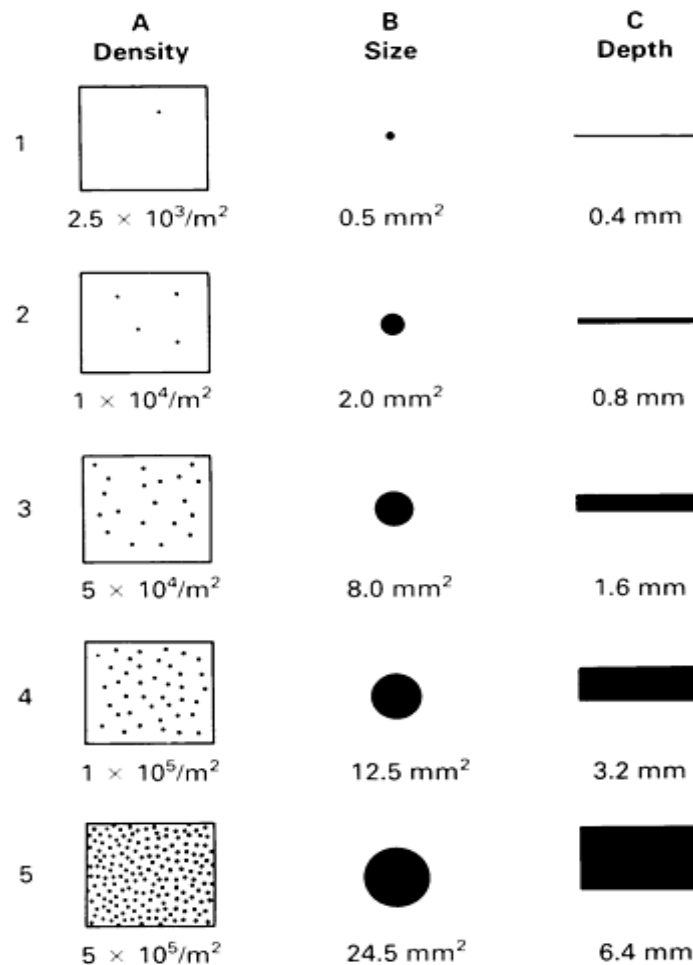 A B C
Density Size Depth
1
2.5 × 10³/m² 0.5 mm² 0.4 mm
2
1 × 10⁴/m² 2.0 mm² 0.8 mm
3
5 × 10⁴/m² 8.0 mm² 1.6 mm
4
1 × 10⁵/m² 12.5 mm² 3.2 mm
5
5 × 10⁵/m² 24.5 mm² 6.4 mm